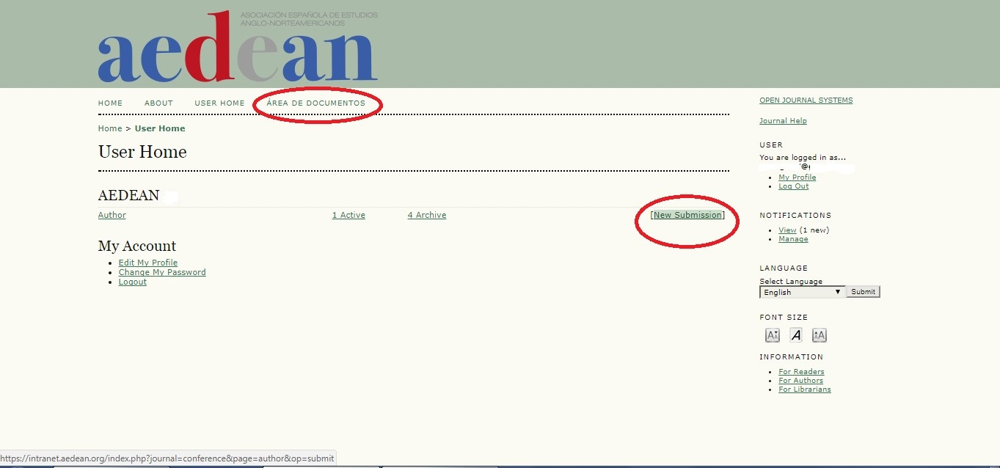 ASOCIACIÓN ESPAÑOLA DE ESTUDIOS
ANGLO-NORTEAMERICANOS
aedean
HOME ABOUT USER HOME ÁREA DE DOCUMENTOS
Home > User Home
User Home
AEDEAN
Author 1 Active 4 Archive [New Submission]
My Account
Edit My Profile
Change My Password
Logout
OPEN JOURNAL SYSTEMS
Journal Help
USER
You are logged in as...
My Profile
Log Out
NOTIFICATIONS
View (1 new)
Manage
LANGUAGE
Select Language
English Submit
FONT SIZE
INFORMATION
For Readers
For Authors
For Librarians
https://intranet.aedean.org/index.php?journal=conference&page=author&op=submit